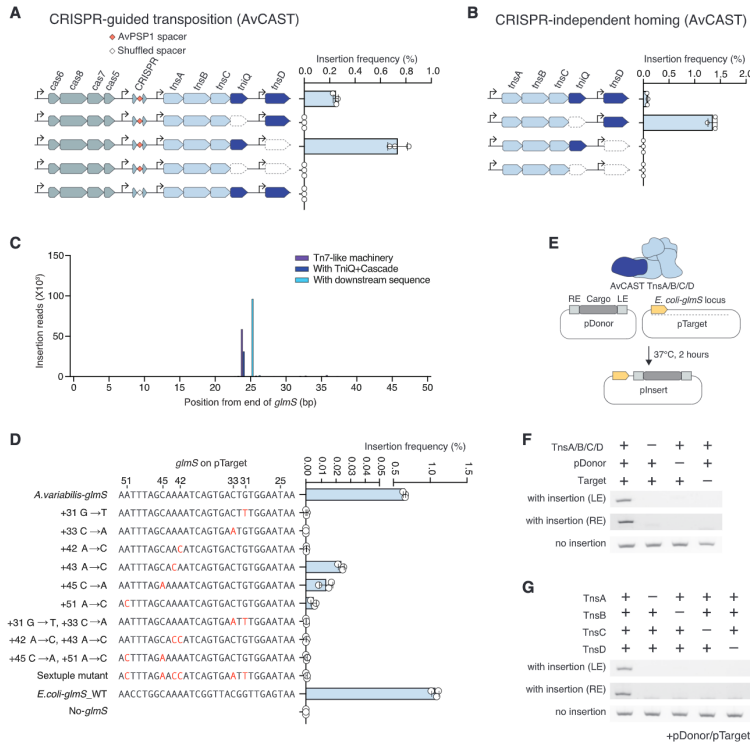 A
CRISPR-guided transposition (AvCAST)
AvPSP1 spacer
Shuffled spacer
cas6
cas8
cas7
cas5
CRISPR
tnsA
tnsB
tnsC
tniQ
tnsD
Insertion frequency (%)
0.0 0.2 0.4 0.6 0.8 1.0
B
CRISPR-independent homing (AvCAST)
tnsA
tnsB
tnsC
tniQ
tnsD
Insertion frequency (%)
0.0 0.5 1.0 1.5 2.0
C
Insertion reads (X10²)
150
100
50
0
Tn7-like machinery
With TniQ+Cascade
With downstream sequence
0 5 10 15 20 25 30 35 40 45 50
Position from end of glmS (bp)
E
AvCAST TnsA/B/C/D
RE Cargo LE
pDonor
E. coli-glmS locus
pTarget
37°C, 2 hours
pInsert
D
glmS on pTarget
51 45 42 33 31 25
Insertion frequency (%)
0.00 0.01 0.02 0.03 0.04 0.05 0.5 1.0 1.5
A.variabilis-glmS AATTTAGCAAAATCAGTGACTGTGGAATAA
+31 G→T AATTTAGCAAAATCAGTGACTTTGGAATAA
+33 C→A AATTTAGCAAAATCAGTGAATGTGGAATAA
+42 A→C AATTTAGCAACATCAGTGACTGTGGAATAA
+43 A→C AATTTAGCACAATCAGTGACTGTGGAATAA
+45 C→A AATTTAGAAAAATCAGTGACTGTGGAATAA
+51 A→C ACTTTAGCAAAATCAGTGACTGTGGAATAA
+31 G→T, +33 C→A AATTTAGCAAAATCAGTGAATTTGGAATAA
+42 A→C, +43 A→C AATTTAGCACCATCAGTGACTGTGGAATAA
+45 C→A, +51 A→C ACTTTAGAAAAATCAGTGACTGTGGAATAA
Sextuple mutant ACTTTAGAACCATCAGTGAATTTGGAATAA
E.coli-glmS_WT AACCTGGCAAAATCGGTTACGGTTGAGTAA
No-glmS
F
TnsA/B/C/D + − + +
pDonor + + − +
Target + + + −
with insertion (LE)
with insertion (RE)
no insertion
G
TnsA + − + + +
TnsB + + − + +
TnsC + + + − +
TnsD + + + + −
with insertion (LE)
with insertion (RE)
no insertion
+pDonor/pTarget